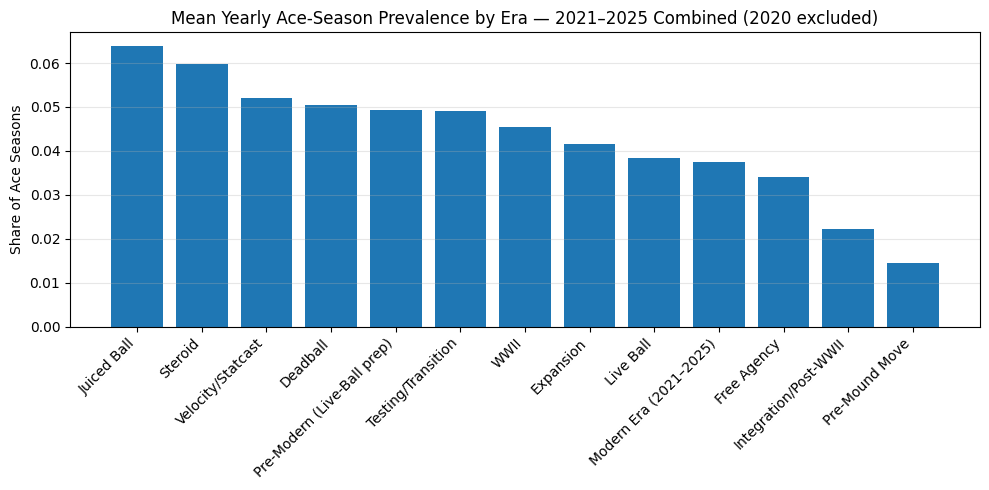 Mean Yearly Ace-Season Prevalence by Era — 2021–2025 Combined (2020 excluded)
Share of Ace Seasons
0.06
0.05
0.04
0.03
0.02
0.01
0.00
Juiced Ball
Steroid
Velocity/Statcast
Deadball
Pre-Modern (Live-Ball prep)
Testing/Transition
WWII
Expansion
Live Ball
Modern Era (2021–2025)
Free Agency
Integration/Post-WWII
Pre-Mound Move